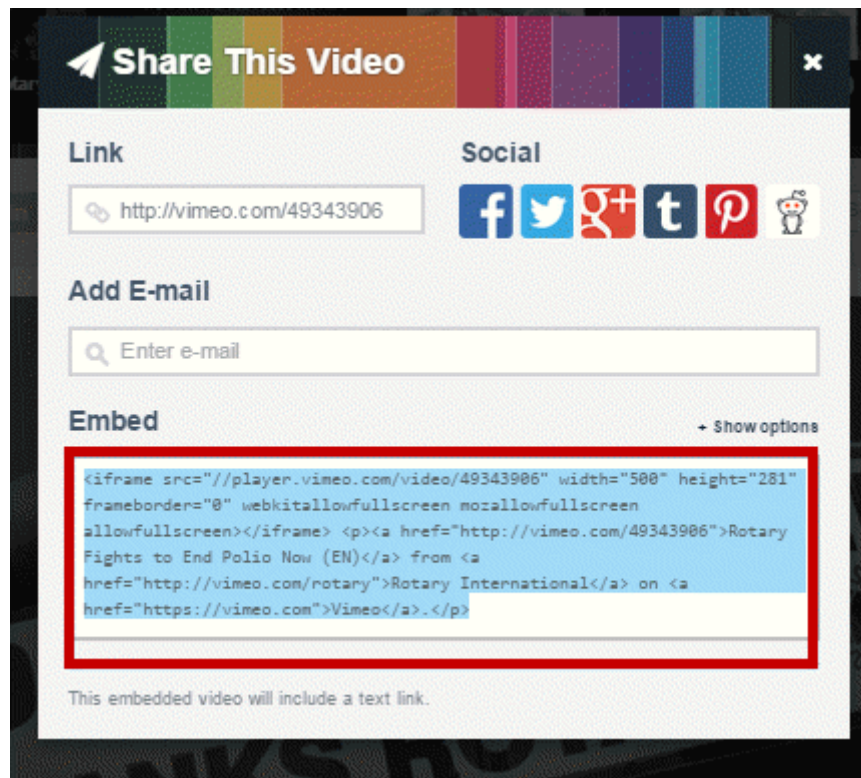 Share This Video
Link
Social
http://vimeo.com/49343906
Add E-mail
Enter e-mail
Embed
+ Show options
<iframe src="//player.vimeo.com/video/49343906" width="500" height="281"
frameborder="0" webkitallowfullscreen mozallowfullscreen
allowfullscreen></iframe> <p><a href="http://vimeo.com/49343906">Rotary
Fights to End Polio Now (EN)</a> from <a
href="http://vimeo.com/rotary">Rotary International</a> on <a
href="https://vimeo.com">Vimeo</a>.</p>
This embedded video will include a text link.